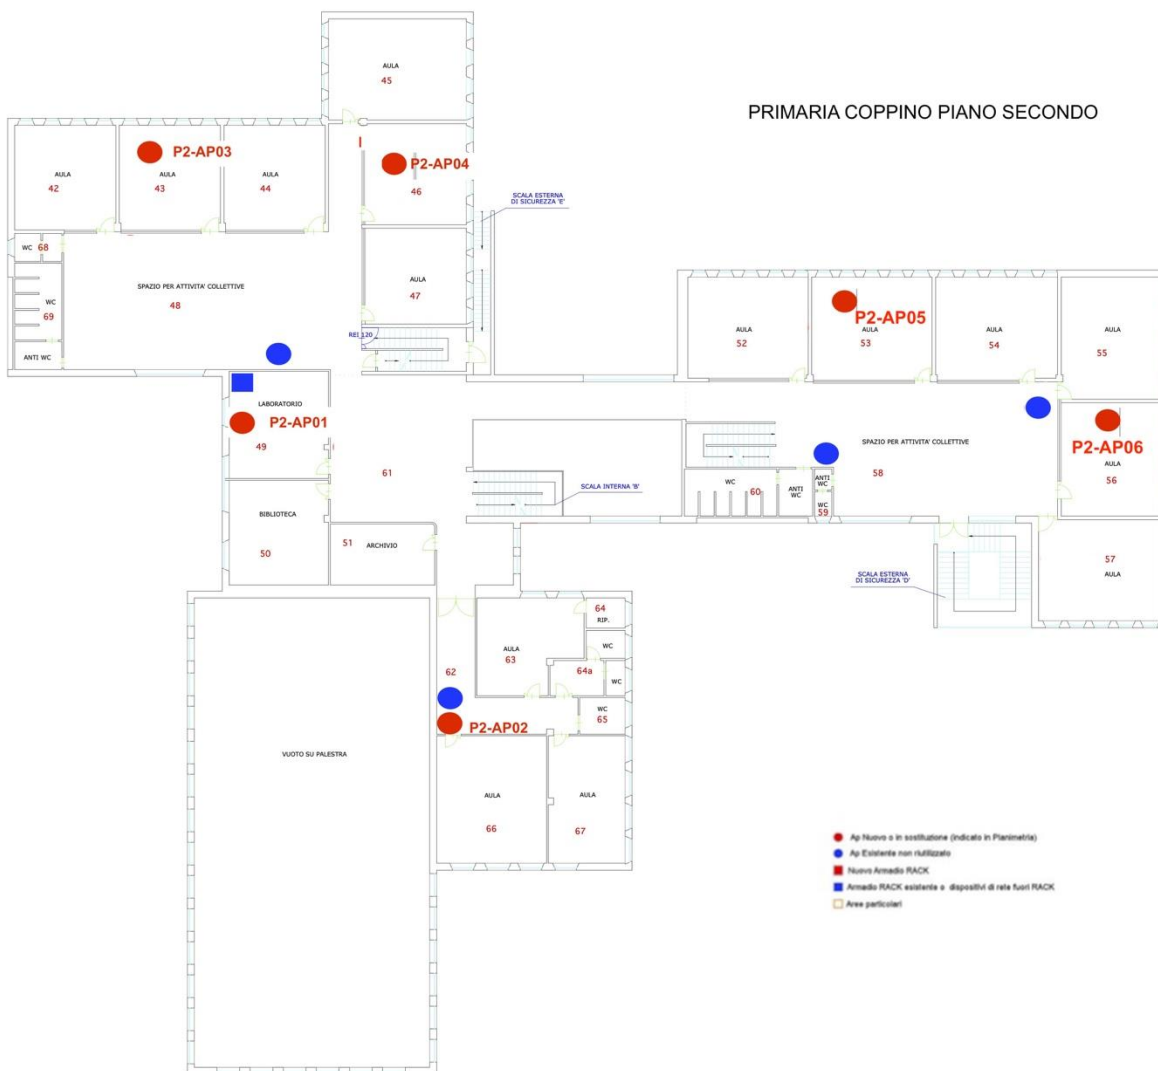 PRIMARIA COPPINO PIANO SECONDO
AULA
45
P2-AP03
P2-AP04
AULA
42
AULA
43
AULA
44
46
SCALA ESTERNA
DI SICUREZZA 'E'
WC 68
WC
69
ANTI WC
SPAZIO PER ATTIVITA' COLLETTIVE
48
AULA
47
REI 120
P2-AP05
AULA
52
AULA
53
AULA
54
AULA
55
LABORATORIO
P2-AP01
49
61
P2-AP06
AULA
56
SPAZIO PER ATTIVITA' COLLETTIVE
58
WC
60
ANTI
WC
ANTI
WC
WC
59
SCALA INTERNA 'B'
BIBLIOTECA
50
51
ARCHIVIO
57
AULA
SCALA ESTERNA
DI SICUREZZA 'D'
64
RIP.
AULA
63
WC
62
64a
WC
WC
65
P2-AP02
VUOTO SU PALESTRA
AULA
66
AULA
67
Ap Nuovo o in sostituzione (indicato in Planimetria)
Ap Esistente non riutilizzato
Nuovo Armadio RACK
Armadio RACK esistente o dispositivi di rete fuori RACK
Aree particolari